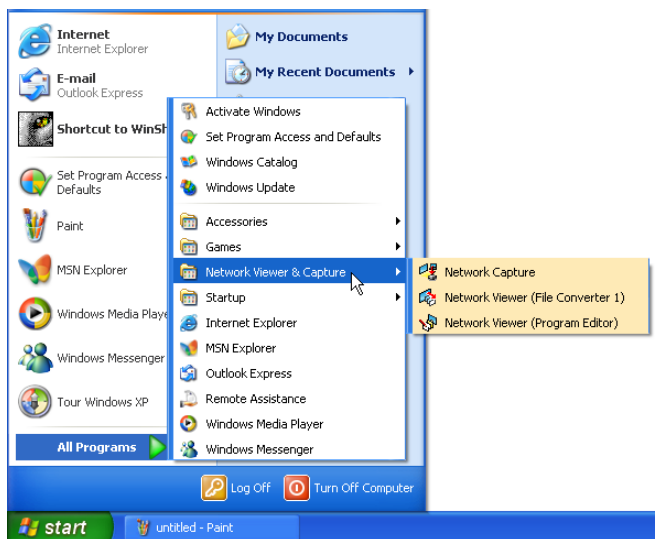 Internet
Internet Explorer
E-mail
Outlook Express
Shortcut to WinSh
Set Program Access
Defaults
Paint
MSN Explorer
Windows Media Playe
Windows Messenger
Tour Windows XP
All Programs
My Documents
My Recent Documents
Activate Windows
Set Program Access and Defaults
Windows Catalog
Windows Update
Accessories
Games
Network Viewer & Capture
Startup
Internet Explorer
MSN Explorer
Outlook Express
Remote Assistance
Windows Media Player
Windows Messenger
Network Capture
Network Viewer (File Converter 1)
Network Viewer (Program Editor)
Log Off
Turn Off Computer
start
untitled - Paint